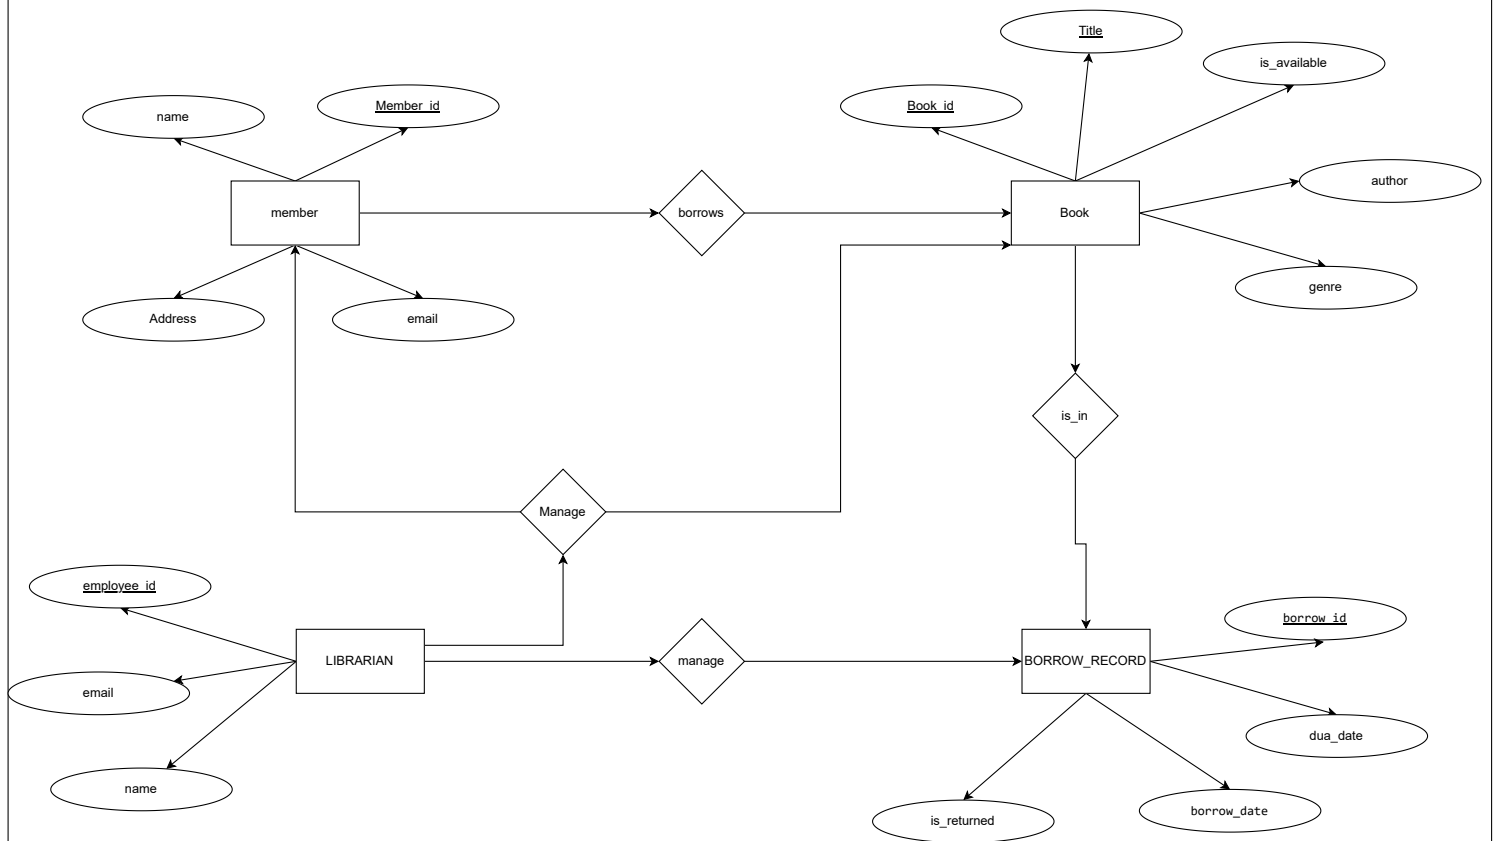 Title
is_available
name
Member_id
Book_id
author
member
borrows
Book
genre
Address
email
is_in
Manage
employee_id
borrow_id
LIBRARIAN
manage
BORROW_RECORD
email
dua_date
name
is_returned
borrow_date